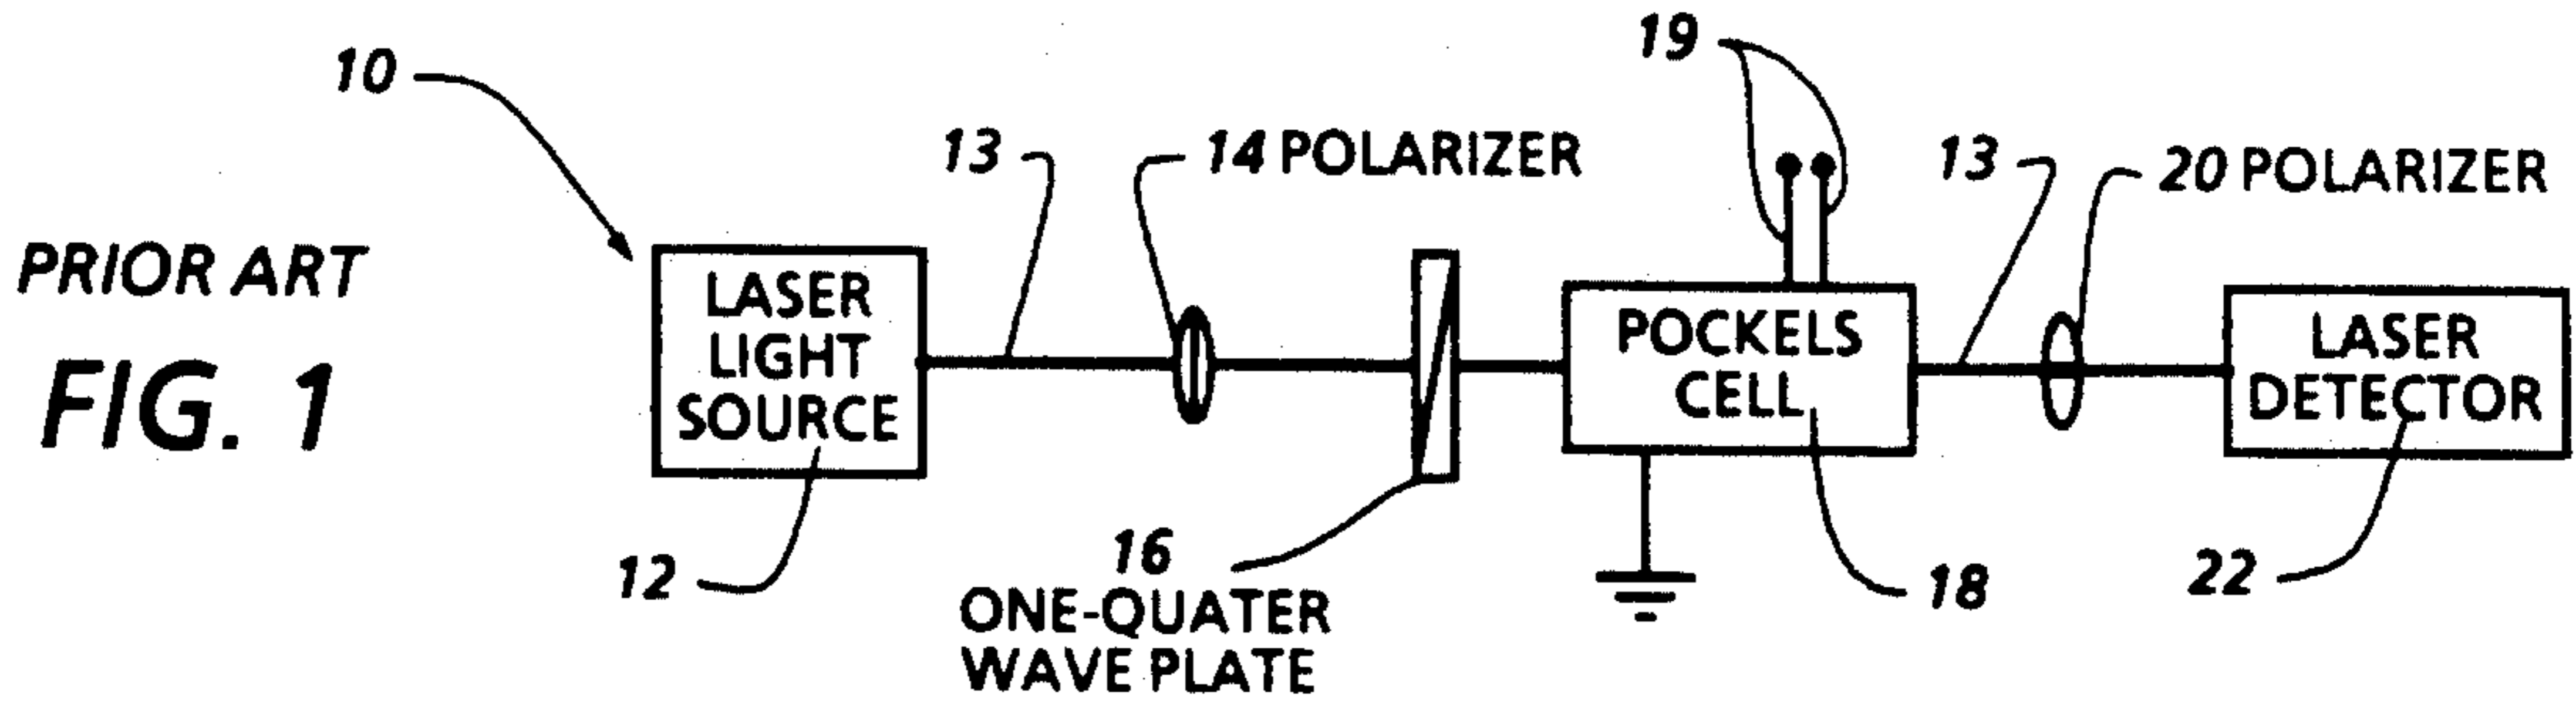 10
13
14 POLARIZER
19
13
20 POLARIZER
PRIOR ART
FIG. 1
LASER
LIGHT
SOURCE
POCKELS
CELL
LASER
DETECTOR
12
16
ONE-QUATER
WAVE PLATE
18
22